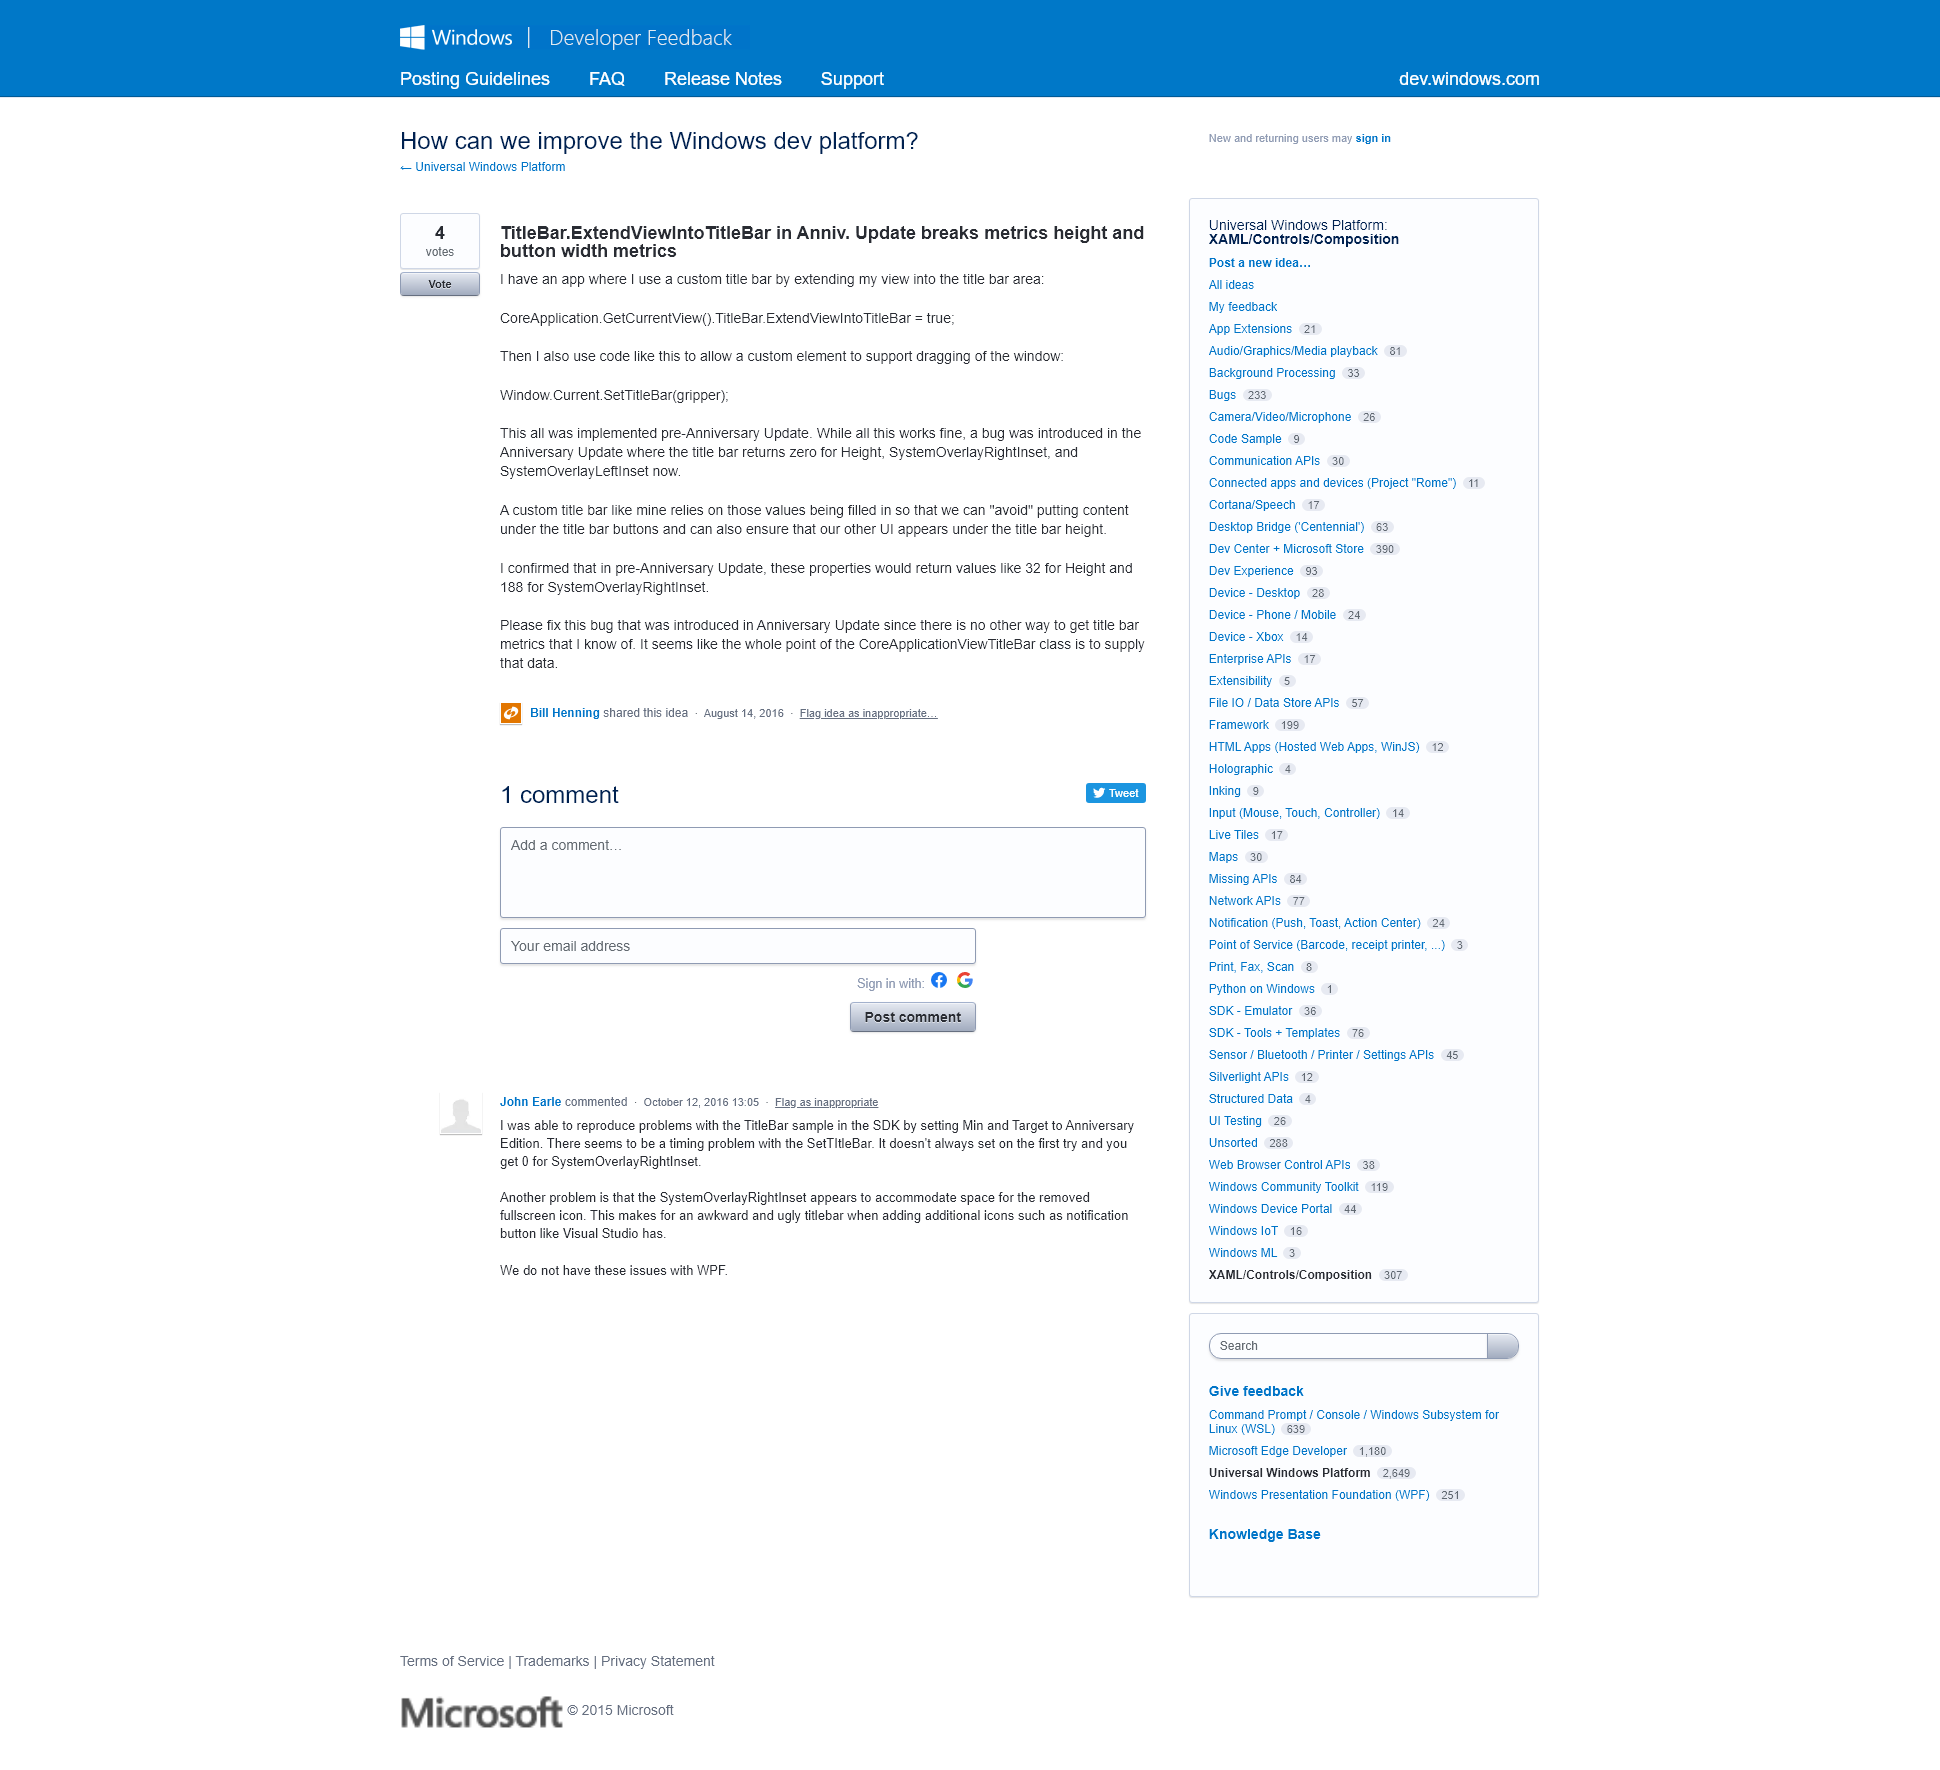 Windows | Developer Feedback
Posting Guidelines FAQ Release Notes Support dev.windows.com
How can we improve the Windows dev platform?
← Universal Windows Platform
New and returning users may sign in
4
votes
Vote
TitleBar.ExtendViewIntoTitleBar in Anniv. Update breaks metrics height and
button width metrics
I have an app where I use a custom title bar by extending my view into the title bar area:
CoreApplication.GetCurrentView().TitleBar.ExtendViewIntoTitleBar = true;
Then I also use code like this to allow a custom element to support dragging of the window:
Window.Current.SetTitleBar(gripper);
This all was implemented pre-Anniversary Update. While all this works fine, a bug was introduced in the
Anniversary Update where the title bar returns zero for Height, SystemOverlayRightInset, and
SystemOverlayLeftInset now.
A custom title bar like mine relies on those values being filled in so that we can "avoid" putting content
under the title bar buttons and can also ensure that our other UI appears under the title bar height.
I confirmed that in pre-Anniversary Update, these properties would return values like 32 for Height and
188 for SystemOverlayRightInset.
Please fix this bug that was introduced in Anniversary Update since there is no other way to get title bar
metrics that I know of. It seems like the whole point of the CoreApplicationViewTitleBar class is to supply
that data.
Bill Henning shared this idea · August 14, 2016 · Flag idea as inappropriate…
1 comment
Tweet
Add a comment…
Your email address
Sign in with:
Post comment
John Earle commented · October 12, 2016 13:05 · Flag as inappropriate
I was able to reproduce problems with the TitleBar sample in the SDK by setting Min and Target to Anniversary
Edition. There seems to be a timing problem with the SetTItleBar. It doesn't always set on the first try and you
get 0 for SystemOverlayRightInset.
Another problem is that the SystemOverlayRightInset appears to accommodate space for the removed
fullscreen icon. This makes for an awkward and ugly titlebar when adding additional icons such as notification
button like Visual Studio has.
We do not have these issues with WPF.
Universal Windows Platform:
XAML/Controls/Composition
Post a new idea…
All ideas
My feedback
App Extensions 21
Audio/Graphics/Media playback 81
Background Processing 33
Bugs 233
Camera/Video/Microphone 26
Code Sample 9
Communication APIs 30
Connected apps and devices (Project "Rome") 11
Cortana/Speech 17
Desktop Bridge ('Centennial') 63
Dev Center + Microsoft Store 390
Dev Experience 93
Device - Desktop 28
Device - Phone / Mobile 24
Device - Xbox 14
Enterprise APIs 17
Extensibility 5
File IO / Data Store APIs 57
Framework 199
HTML Apps (Hosted Web Apps, WinJS) 12
Holographic 4
Inking 9
Input (Mouse, Touch, Controller) 14
Live Tiles 17
Maps 30
Missing APIs 84
Network APIs 77
Notification (Push, Toast, Action Center) 24
Point of Service (Barcode, receipt printer, ...) 3
Print, Fax, Scan 8
Python on Windows 1
SDK - Emulator 36
SDK - Tools + Templates 76
Sensor / Bluetooth / Printer / Settings APIs 45
Silverlight APIs 12
Structured Data 4
UI Testing 26
Unsorted 288
Web Browser Control APIs 38
Windows Community Toolkit 119
Windows Device Portal 44
Windows IoT 16
Windows ML 3
XAML/Controls/Composition 307
Search
Give feedback
Command Prompt / Console / Windows Subsystem for
Linux (WSL) 639
Microsoft Edge Developer 1,180
Universal Windows Platform 2,649
Windows Presentation Foundation (WPF) 251
Knowledge Base
Terms of Service | Trademarks | Privacy Statement
Microsoft © 2015 Microsoft